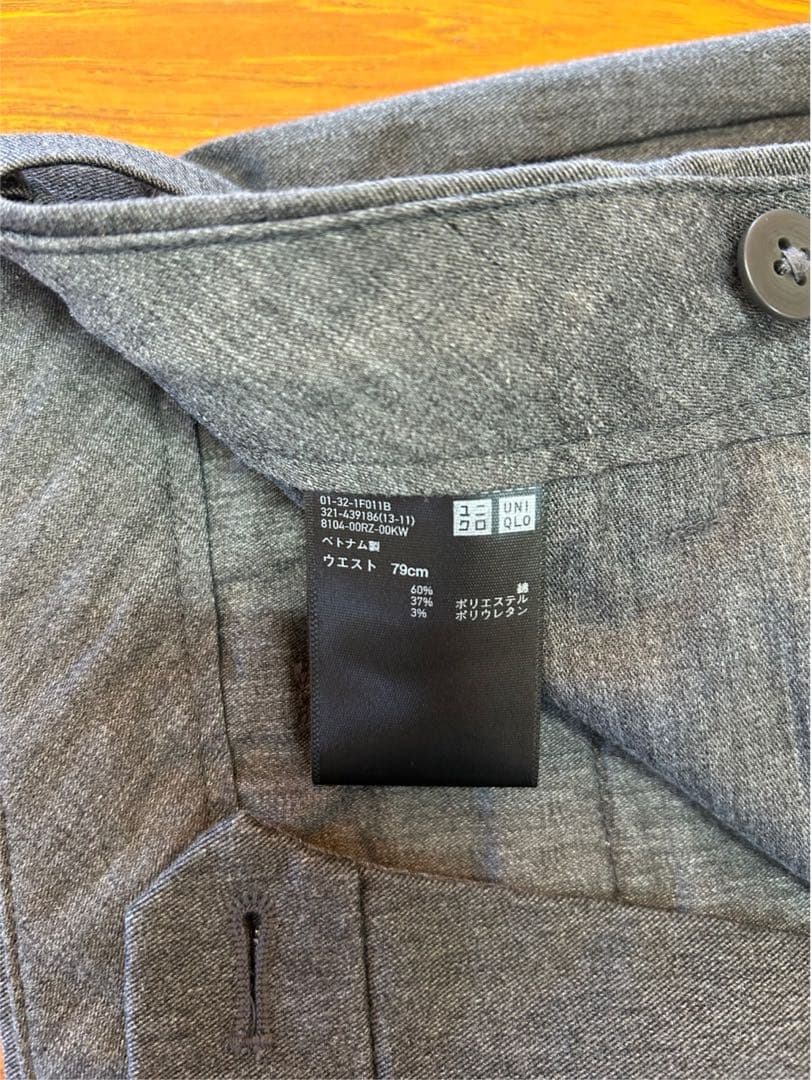 01-32-1F011B
321-439186(13-11)
8104-00RZ-00KW
ユニ
クロ
UNI
QLO
ベトナム製
ウエスト 79cm
60% 綿
37% ポリエステル
3% ポリウレタン